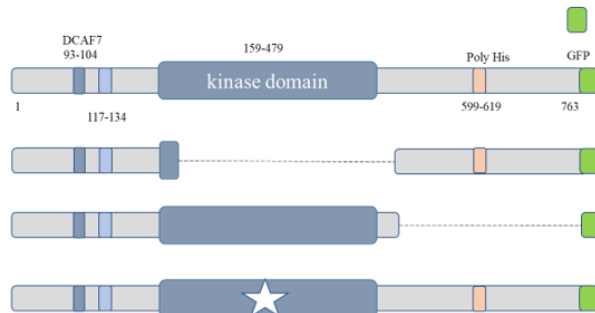 DCAF7
93-104
159-479
Poly His
GFP
kinase domain
1
117-134
599-619
763